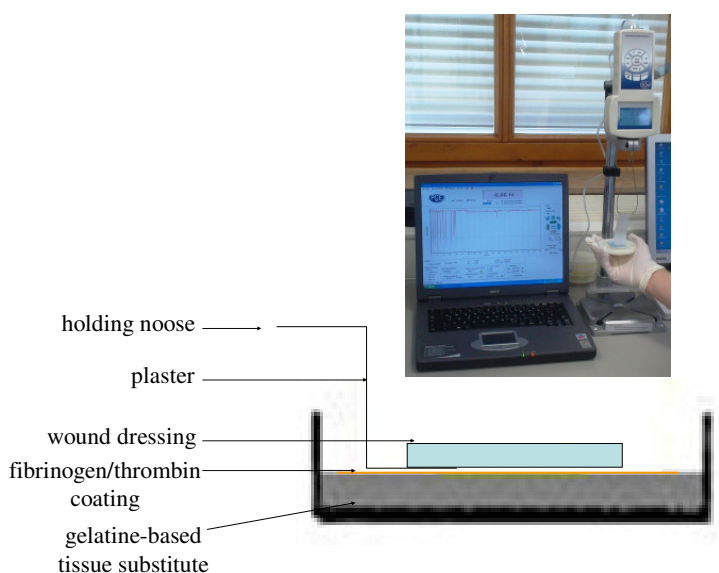 holding noose
plaster
wound dressing
fibrinogen/thrombin
coating
gelatine-based
tissue substitute